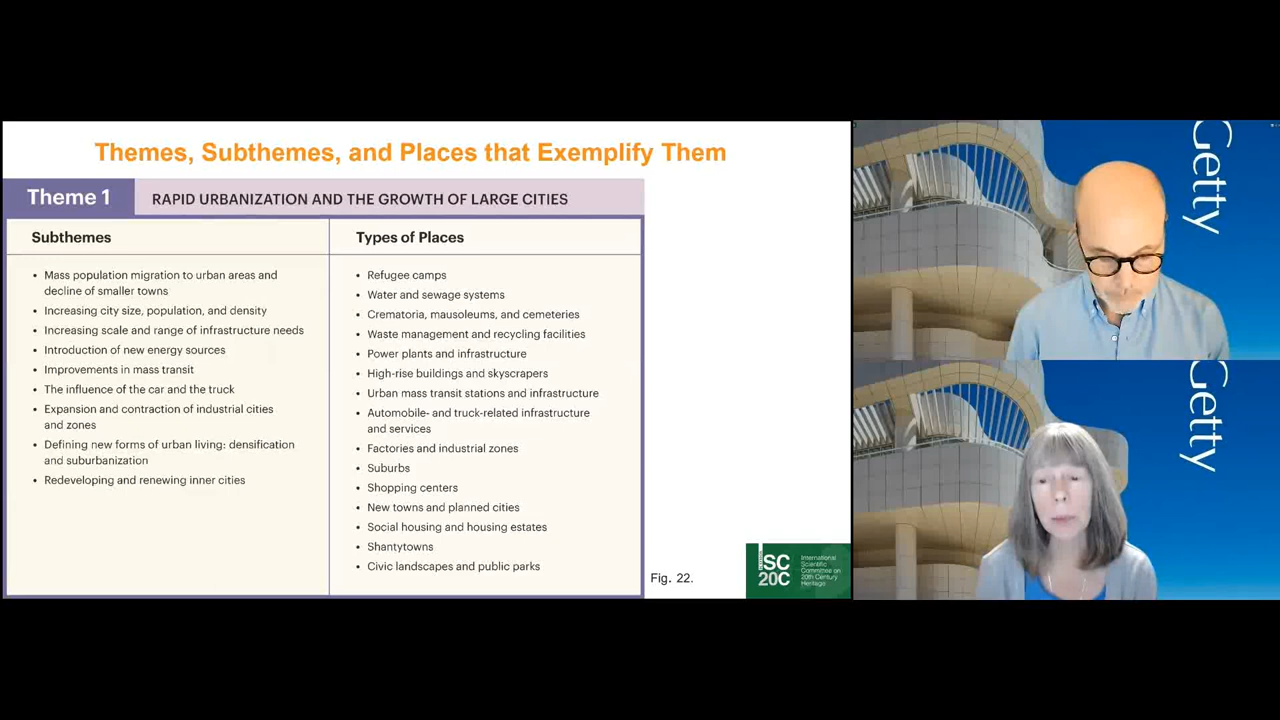 Themes, Subthemes, and Places that Exemplify Them
Theme 1
RAPID URBANIZATION AND THE GROWTH OF LARGE CITIES
Subthemes
• Mass population migration to urban areas and
decline of smaller towns
• Increasing city size, population, and density
• Increasing scale and range of infrastructure needs
• Introduction of new energy sources
• Improvements in mass transit
• The influence of the car and the truck
• Expansion and contraction of industrial cities
and zones
• Defining new forms of urban living: densification
and suburbanization
• Redeveloping and renewing inner cities
Types of Places
• Refugee camps
• Water and sewage systems
• Crematoria, mausoleums, and cemeteries
• Waste management and recycling facilities
• Power plants and infrastructure
• High-rise buildings and skyscrapers
• Urban mass transit stations and infrastructure
• Automobile- and truck-related infrastructure
and services
• Factories and industrial zones
• Suburbs
• Shopping centers
• New towns and planned cities
• Social housing and housing estates
• Shantytowns
• Civic landscapes and public parks
Fig. 22.
ISC
20C
International
Scientific
Committee on
20th Century
Heritage
Getty
Getty